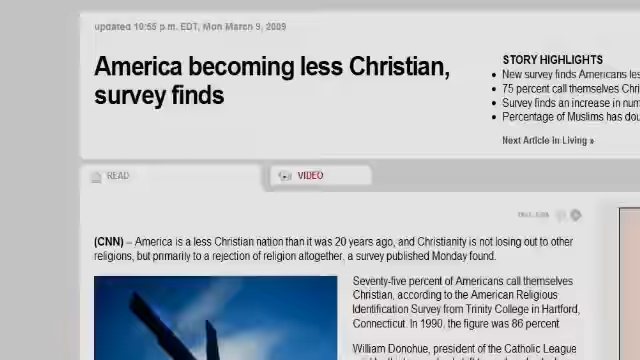 updated 10:55 p.m. EDT, Mon March 9, 2009
America becoming less Christian,
survey finds
STORY HIGHLIGHTS
• New survey finds Americans les
• 75 percent call themselves Chri
• Survey finds an increase in num
• Percentage of Muslims has dou
Next Article in Living »
READ
VIDEO
(CNN) – America is a less Christian nation than it was 20 years ago, and Christianity is not losing out to other
religions, but primarily to a rejection of religion altogether, a survey published Monday found.
Seventy-five percent of Americans call themselves
Christian, according to the American Religious
Identification Survey from Trinity College in Hartford,
Connecticut. In 1990, the figure was 86 percent
William Donohue, president of the Catholic League